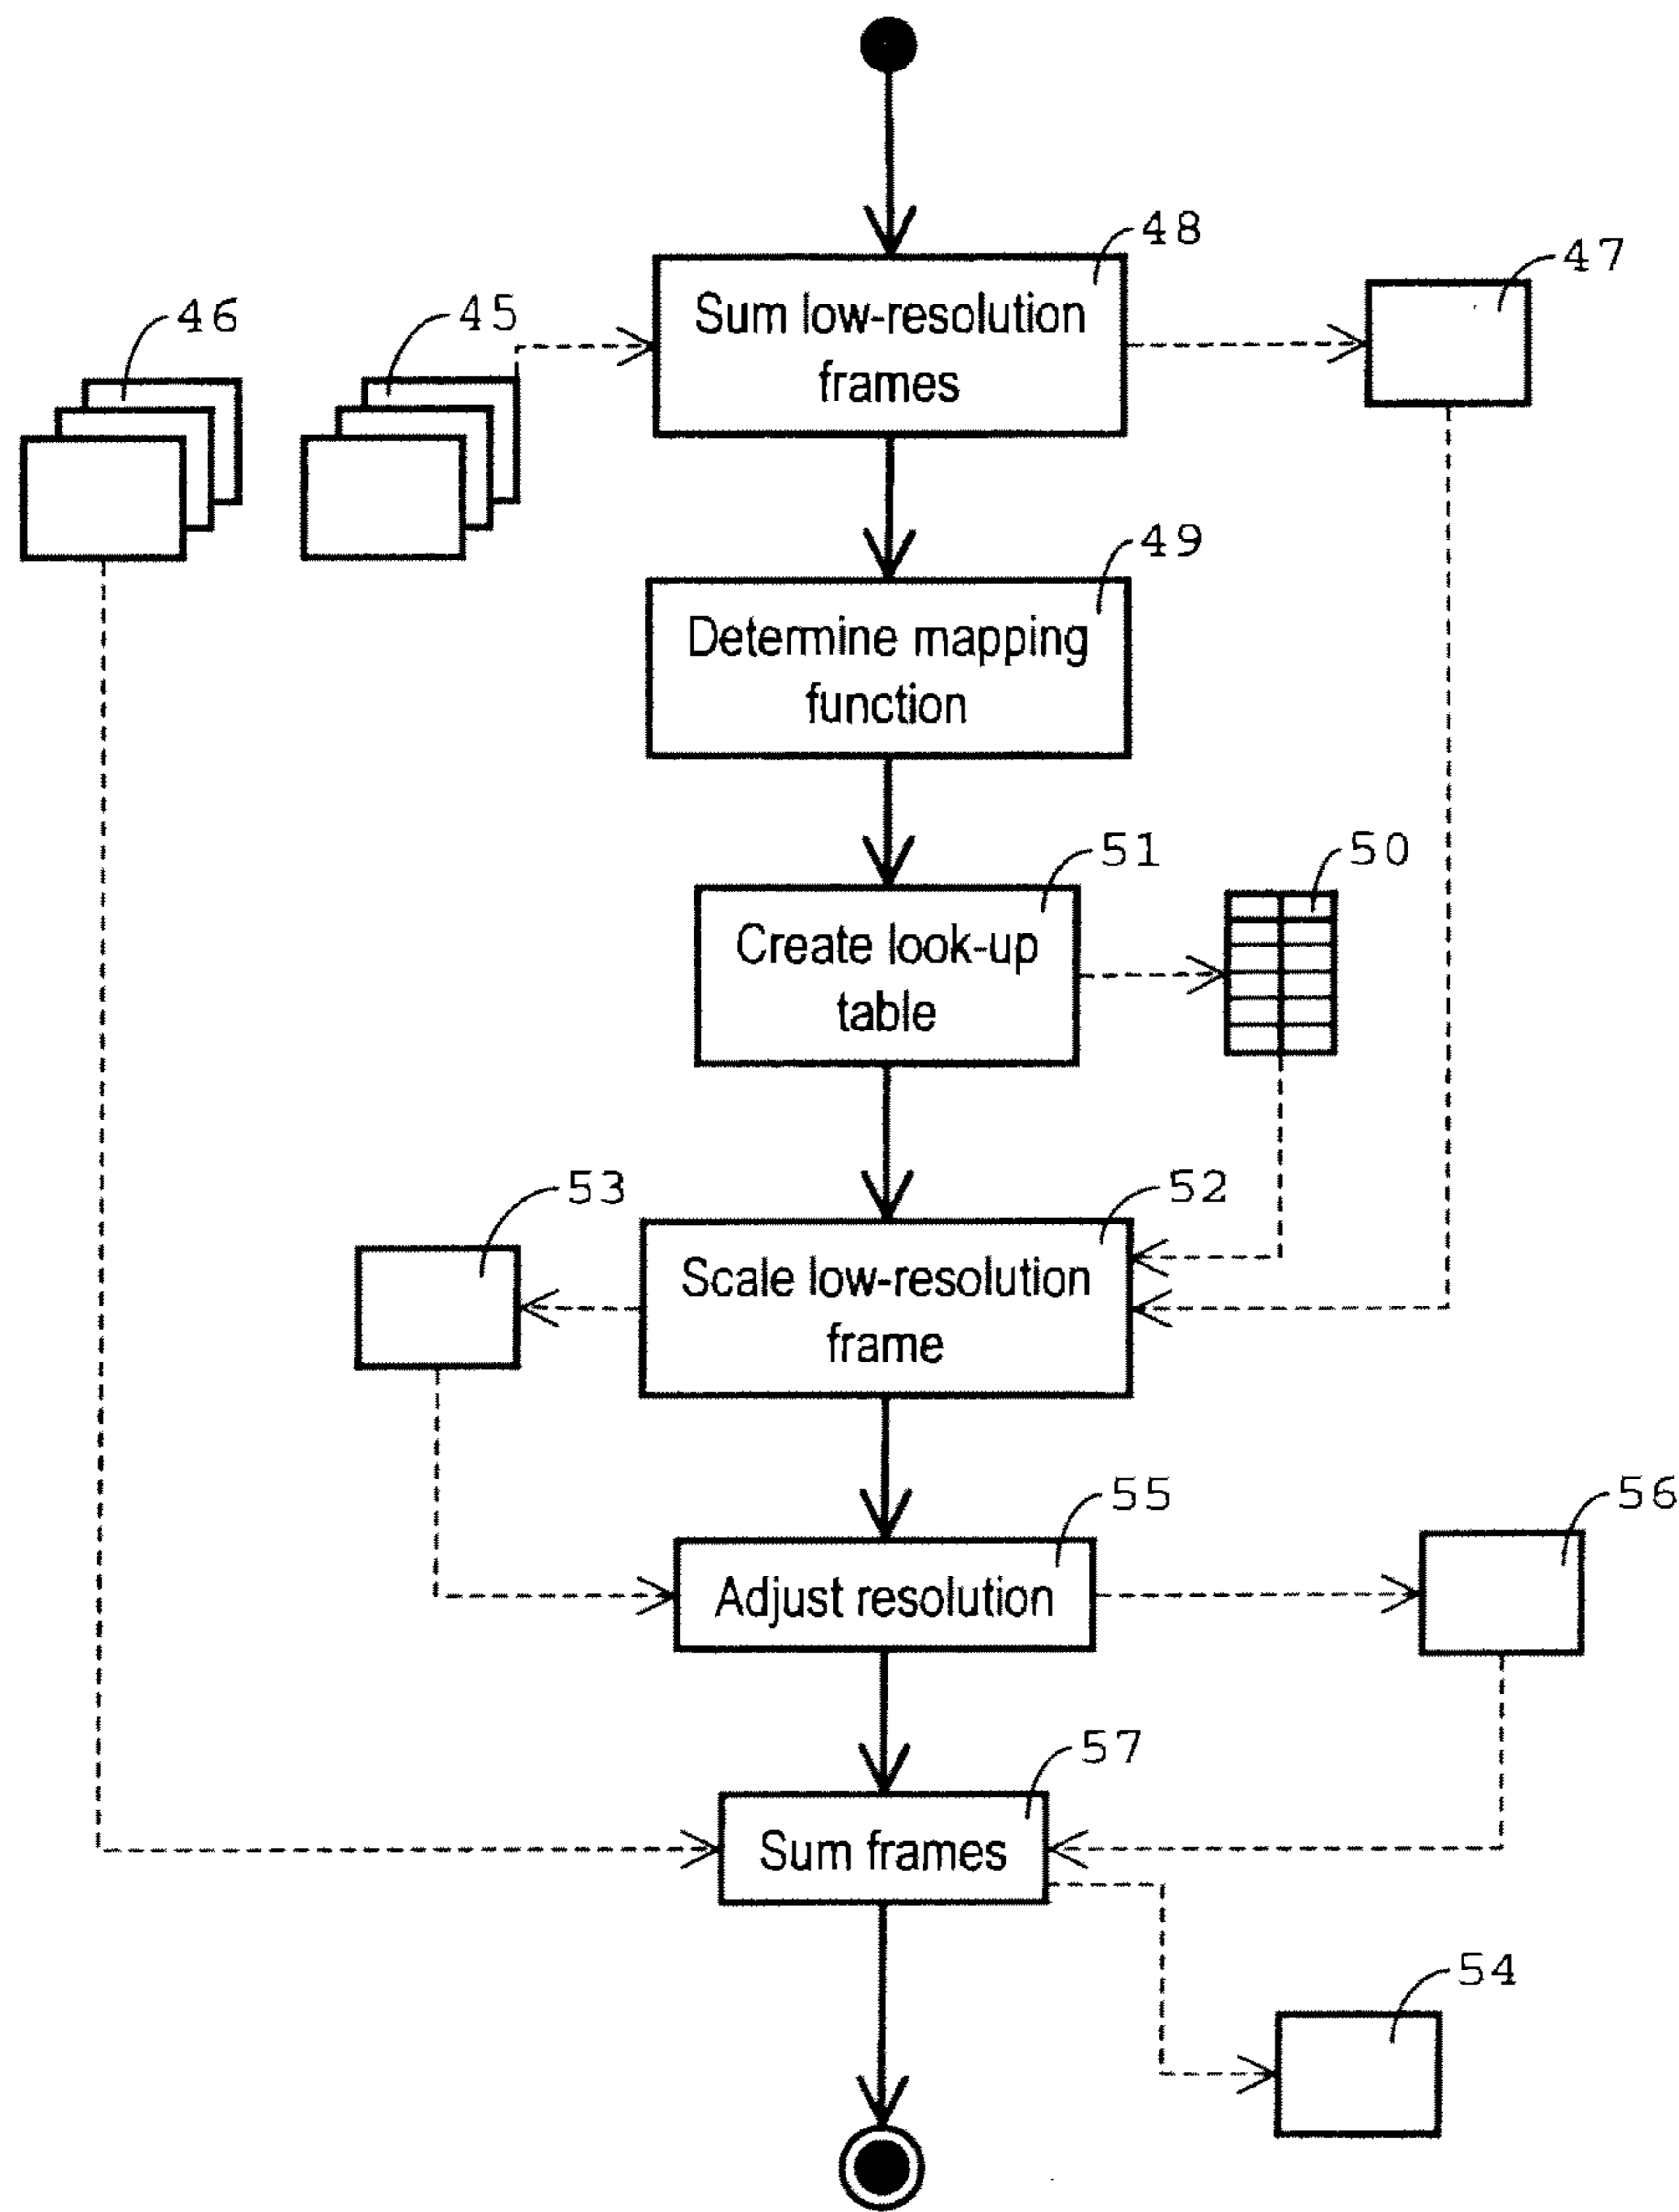 48
47
46
45
Sum low-resolution
frames
49
Determine mapping
function
51
50
Create look-up
table
53
52
Scale low-resolution
frame
55
56
Adjust resolution
57
Sum frames
54